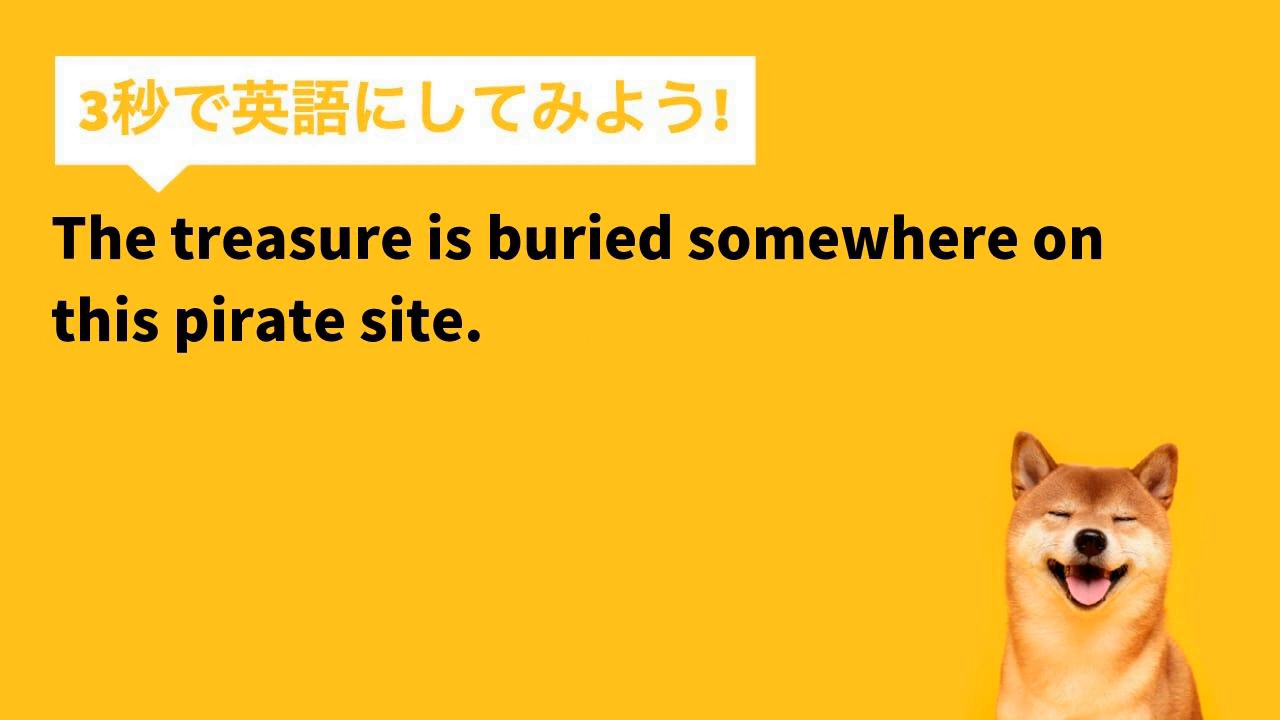 3秒で英語にしてみよう!
The treasure is buried somewhere on
this pirate site.